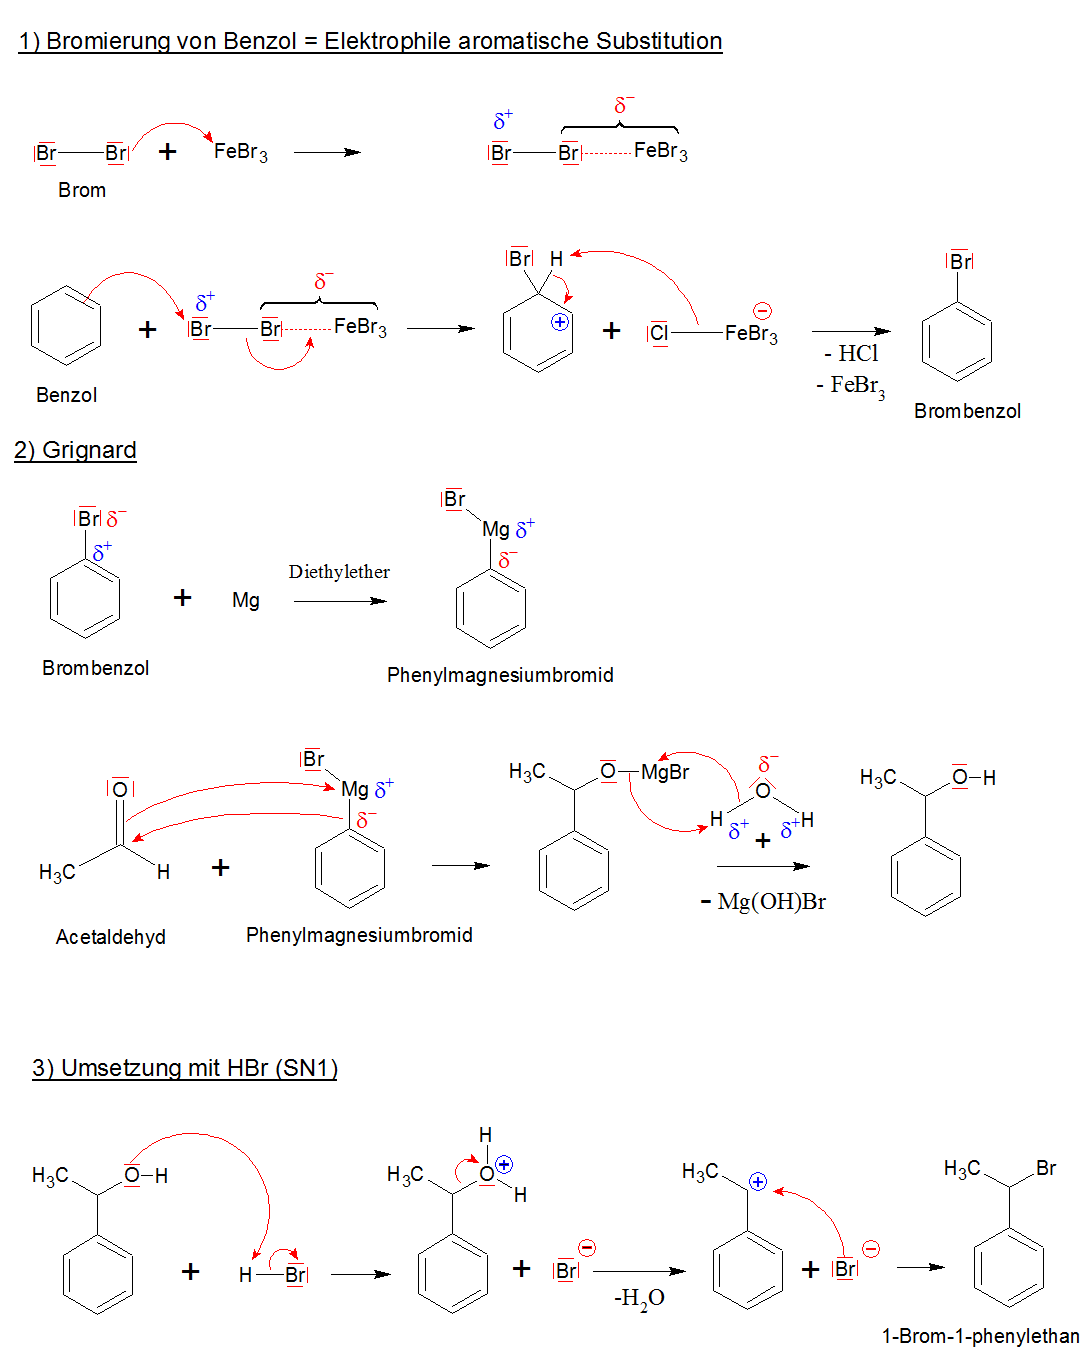 1) Bromierung von Benzol = Elektrophile aromatische Substitution
Br Br + FeBr3 δ+ Br Br FeBr3 δ−
Brom
Benzol + δ+ Br Br FeBr3 δ− Br H + Cl FeBr3 − Br
- HCl
- FeBr3
Benzol
Brombenzol
2) Grignard
Br δ− δ+ + Mg Diethylether Br Mg δ+ δ−
Brombenzol
Phenylmagnesiumbromid
O H3C H + Br Mg δ+ δ− H3C O MgBr H O H δ− δ+ δ+ + H3C O–H
- Mg(OH)Br
Acetaldehyd
Phenylmagnesiumbromid
3) Umsetzung mit HBr (SN1)
H3C O–H + H Br H3C H O + H + Br − H3C + + Br − H3C Br
-H2O
1-Brom-1-phenylethan